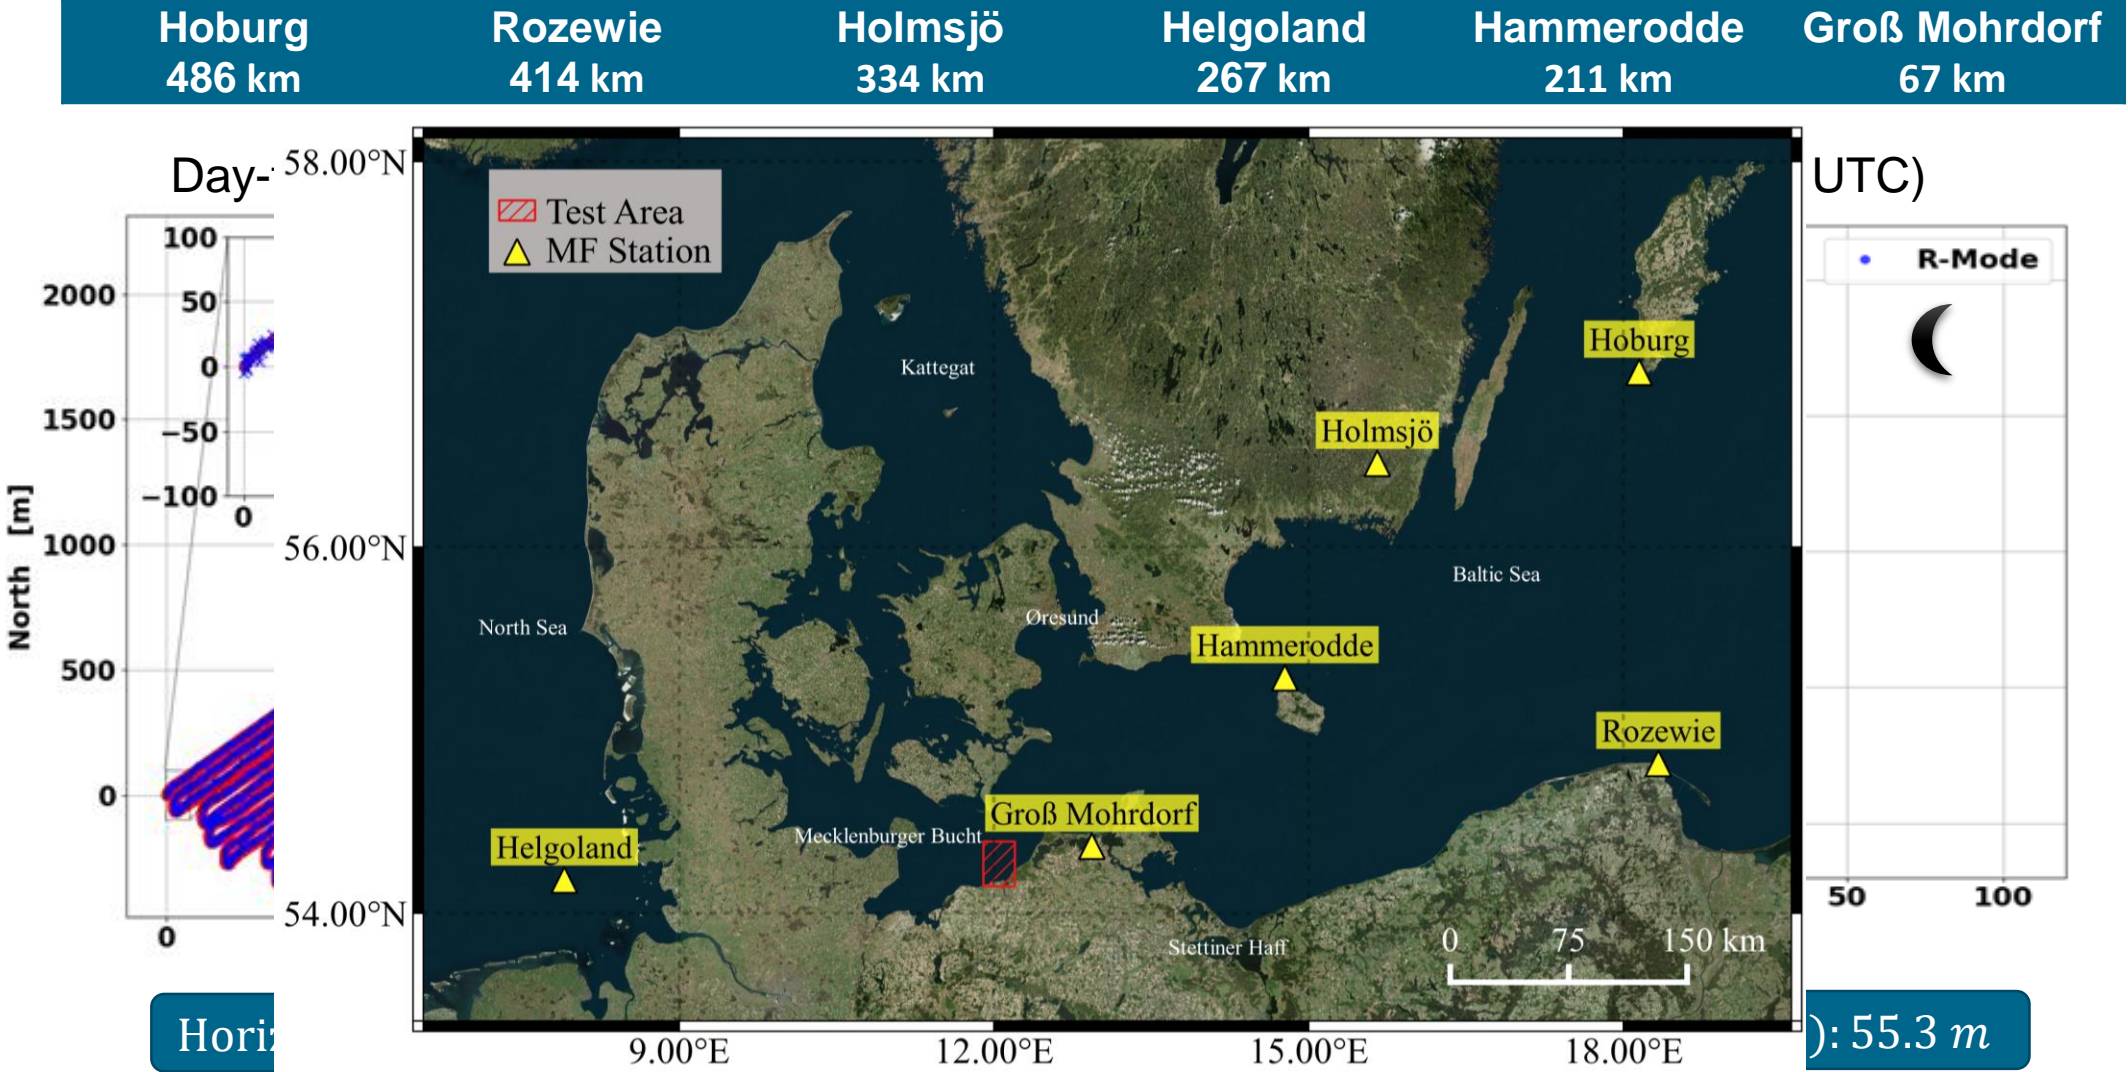 Hoburg Rozewie Holmsjö Helgoland Hammerodde Groß Mohrdorf
486 km 414 km 334 km 267 km 211 km 67 km
Day- UTC)
58.00°N
56.00°N
54.00°N
9.00°E 12.00°E 15.00°E 18.00°E
Test Area
MF Station
Kattegat
Hoburg
Holmsjö
Baltic Sea
North Sea
Øresund
Hammerodde
Rozewie
Groß Mohrdorf
Mecklenburger Bucht
Helgoland
Stettiner Haff
0 75 150 km
North [m]
2000
1500
1000
500
0
0
100
50
0
−50
−100
0
R-Mode
50 100
Hori
): 55.3 m